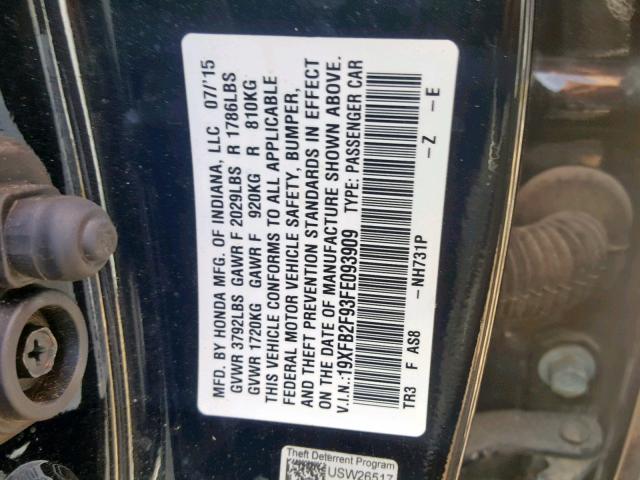 MFD. BY HONDA MFG. OF INDIANA, LLC 07/'15
GVWR 3792LBS GAWR F 2029LBS R 1786LBS
GVWR 1720KG GAWR F 920KG R 810KG
THIS VEHICLE CONFORMS TO ALL APPLICABLE
FEDERAL MOTOR VEHICLE SAFETY, BUMPER,
AND THEFT PREVENTION STANDARDS IN EFFECT
ON THE DATE OF MANUFACTURE SHOWN ABOVE.
V.I.N.:19XFB2F93FE093909 TYPE: PASSENGER CAR
TR3 F AS8 – NH731P – Z – E
Theft Deterrent Program
USW26517